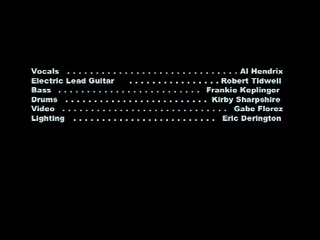 Vocals . . . . . . . . . . . . . . . . . . . . . . . . . . . . . . Al Hendrix
Electric Lead Guitar . . . . . . . . . . . . . . . . Robert Tidwell
Bass . . . . . . . . . . . . . . . . . . . . . . . . . Frankie Keplinger
Drums . . . . . . . . . . . . . . . . . . . . . . . . . Kirby Sharpshire
Video . . . . . . . . . . . . . . . . . . . . . . . . . . . . . Gabe Florez
Lighting . . . . . . . . . . . . . . . . . . . . . . . . . Eric Derington